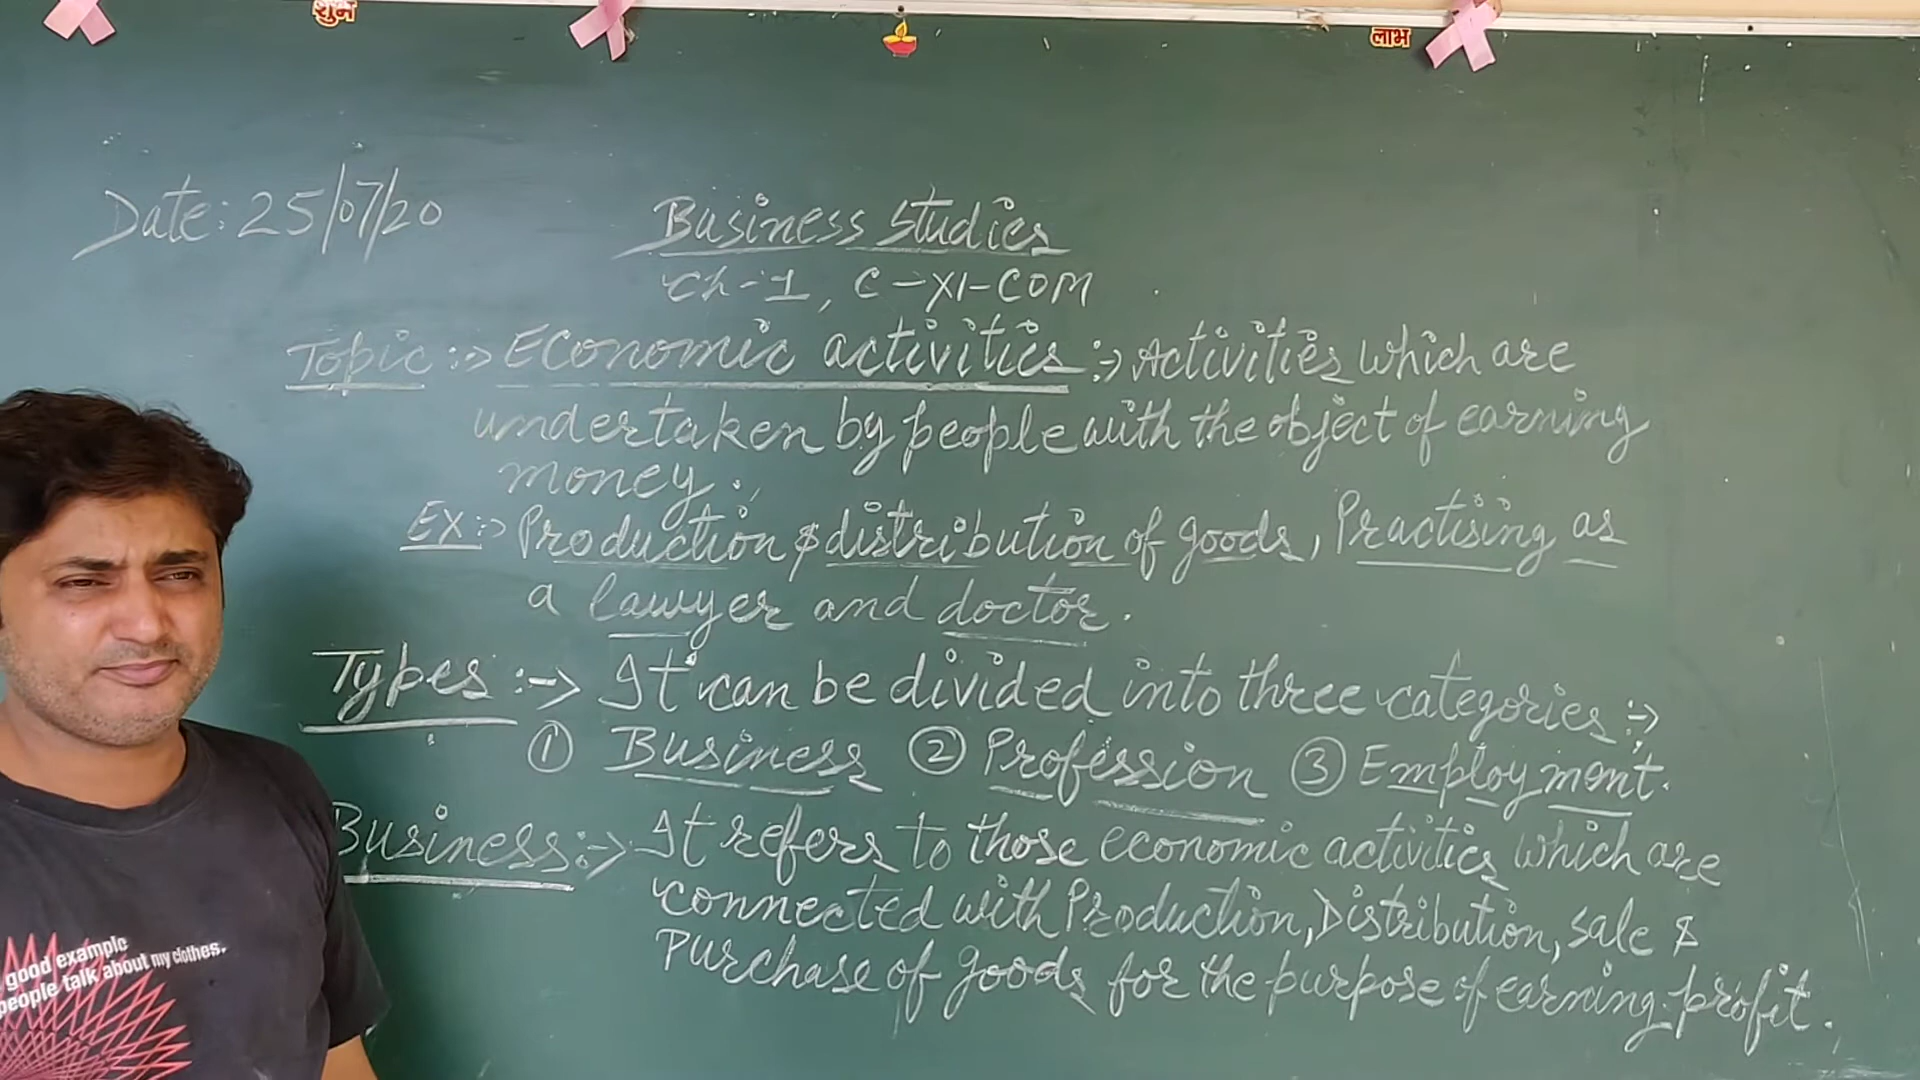 शुभ
लाभ
Date: 25/07/20
Business Studies
Ch-1, C-XI-COM
Topic :-> Economic activities :-> Activities which are
undertaken by people with the object of earning
money.
EX :-> Production & distribution of goods, Practising as
a lawyer and doctor.
Types :-> It can be divided into three categories :->
① Business ② Profession ③ Employment.
Business :-> It refers to those economic activities which are
connected with Production, Distribution, sale &
Purchase of goods for the purpose of earning profit.
good example
people talk about my clothes.